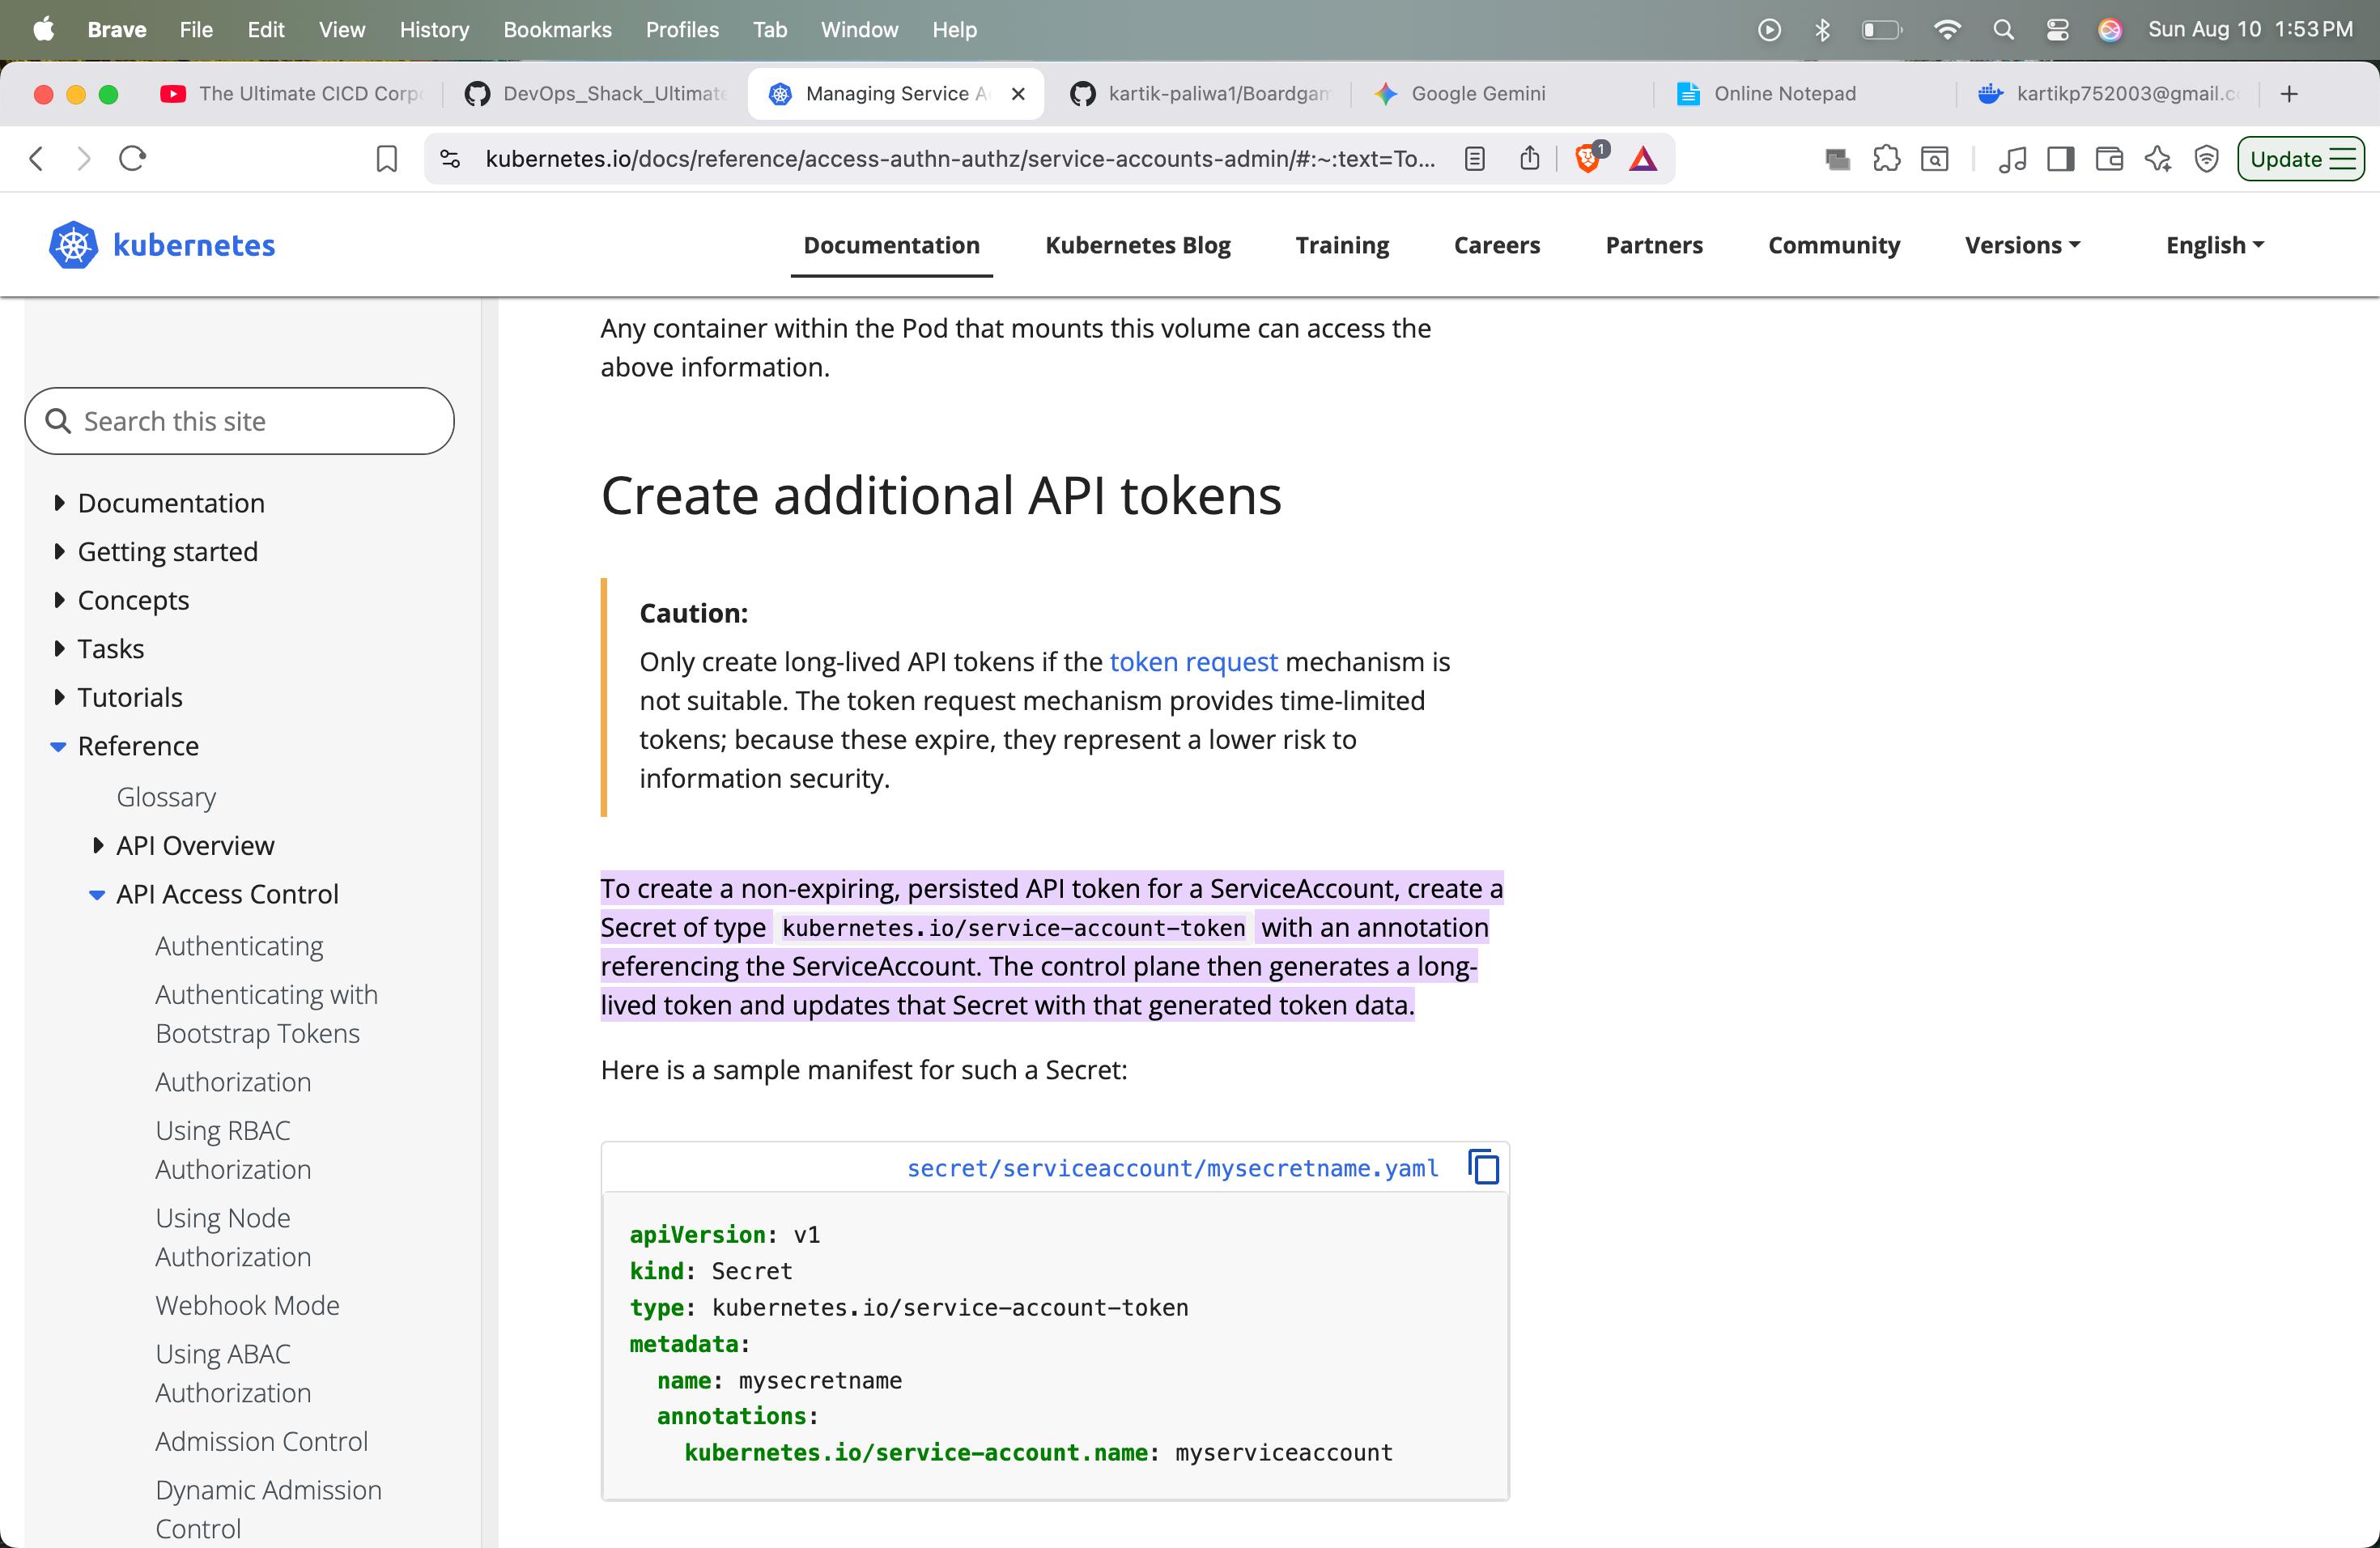 Brave File Edit View History Bookmarks Profiles Tab Window Help Sun Aug 10 1:53 PM
The Ultimate CICD Corp DevOps_Shack_Ultimate Managing Service A kartik-paliwa1/Boardgam Google Gemini Online Notepad kartikp752003@gmail.c
kubernetes.io/docs/reference/access-authn-authz/service-accounts-admin/#:~:text=To... 1 Update
kubernetes Documentation Kubernetes Blog Training Careers Partners Community Versions English
Search this site
Documentation
Getting started
Concepts
Tasks
Tutorials
Reference
Glossary
API Overview
API Access Control
Authenticating
Authenticating with
Bootstrap Tokens
Authorization
Using RBAC
Authorization
Using Node
Authorization
Webhook Mode
Using ABAC
Authorization
Admission Control
Dynamic Admission
Control
Any container within the Pod that mounts this volume can access the
above information.
Create additional API tokens
Caution:
Only create long-lived API tokens if the token request mechanism is
not suitable. The token request mechanism provides time-limited
tokens; because these expire, they represent a lower risk to
information security.
To create a non-expiring, persisted API token for a ServiceAccount, create a
Secret of type kubernetes.io/service-account-token with an annotation
referencing the ServiceAccount. The control plane then generates a long-
lived token and updates that Secret with that generated token data.
Here is a sample manifest for such a Secret:
secret/serviceaccount/mysecretname.yaml
apiVersion: v1
kind: Secret
type: kubernetes.io/service-account-token
metadata:
  name: mysecretname
  annotations:
    kubernetes.io/service-account.name: myserviceaccount